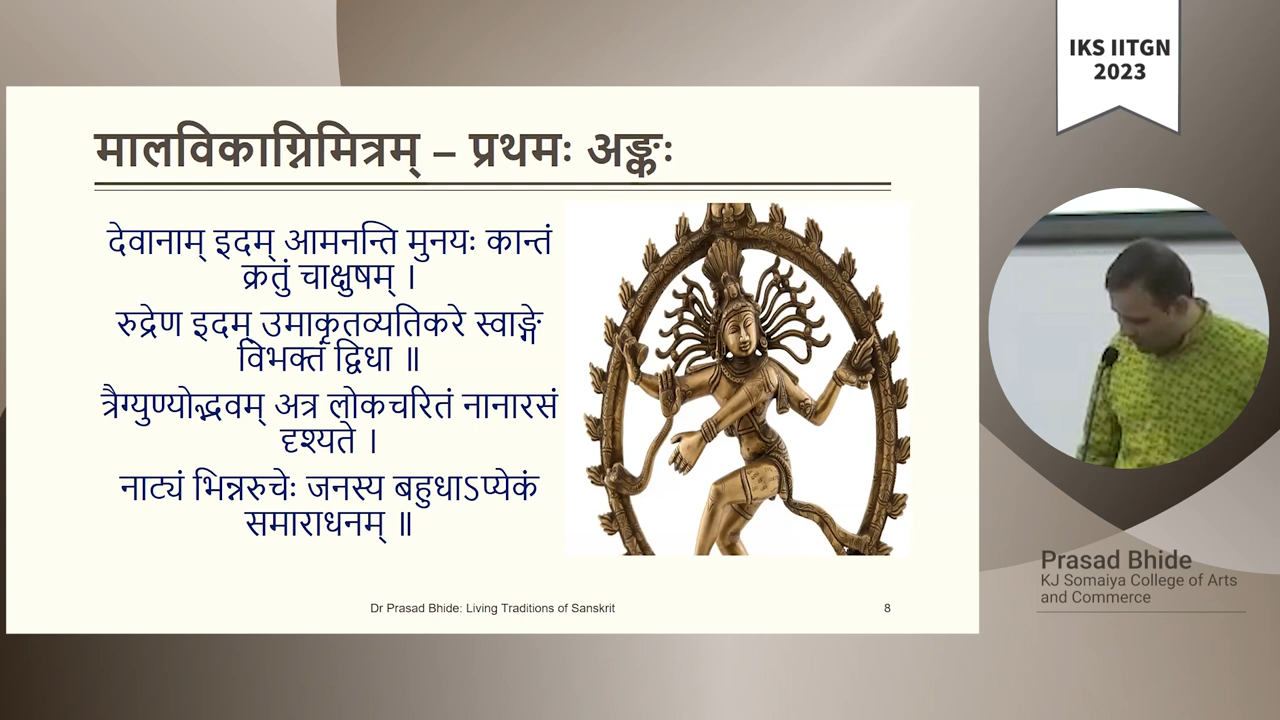 मालविकाग्निमित्रम् – प्रथमः अङ्कः
देवानाम् इदम् आमनन्ति मुनयः कान्तं
क्रतुं चाक्षुषम् ।
रुद्रेण इदम् उमाकृतव्यतिकरे स्वाङ्गे
विभक्तं द्विधा ॥
त्रैग्युण्योद्भवम् अत्र लोकचरितं नानारसं
दृश्यते ।
नाट्यं भिन्नरुचेः जनस्य बहुधाऽप्येकं
समाराधनम् ॥
Dr Prasad Bhide: Living Traditions of Sanskrit
8
IKS IITGN
2023
Prasad Bhide
KJ Somaiya College of Arts
and Commerce